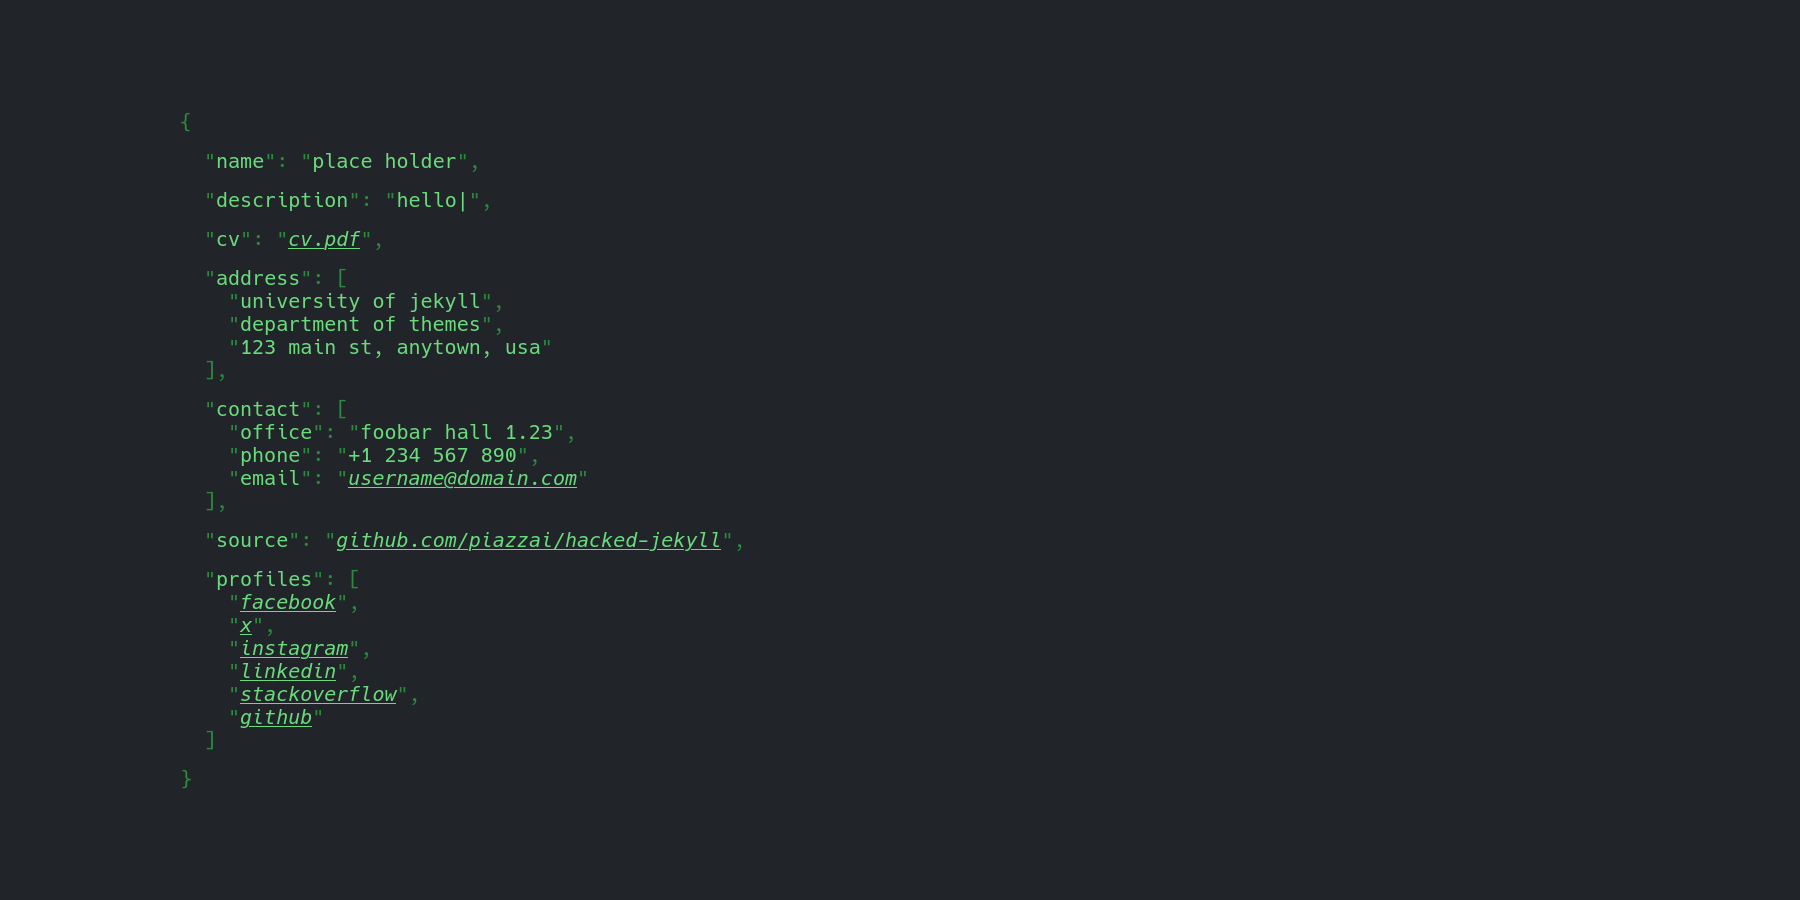 {
"name": "place holder",
"description": "hello|",
"cv": "cv.pdf",
"address": [
"university of jekyll",
"department of themes",
"123 main st, anytown, usa"
],
"contact": [
"office": "foobar hall 1.23",
"phone": "+1 234 567 890",
"email": "username@domain.com"
],
"source": "github.com/piazzai/hacked-jekyll",
"profiles": [
"facebook",
"x",
"instagram",
"linkedin",
"stackoverflow",
"github"
]
}